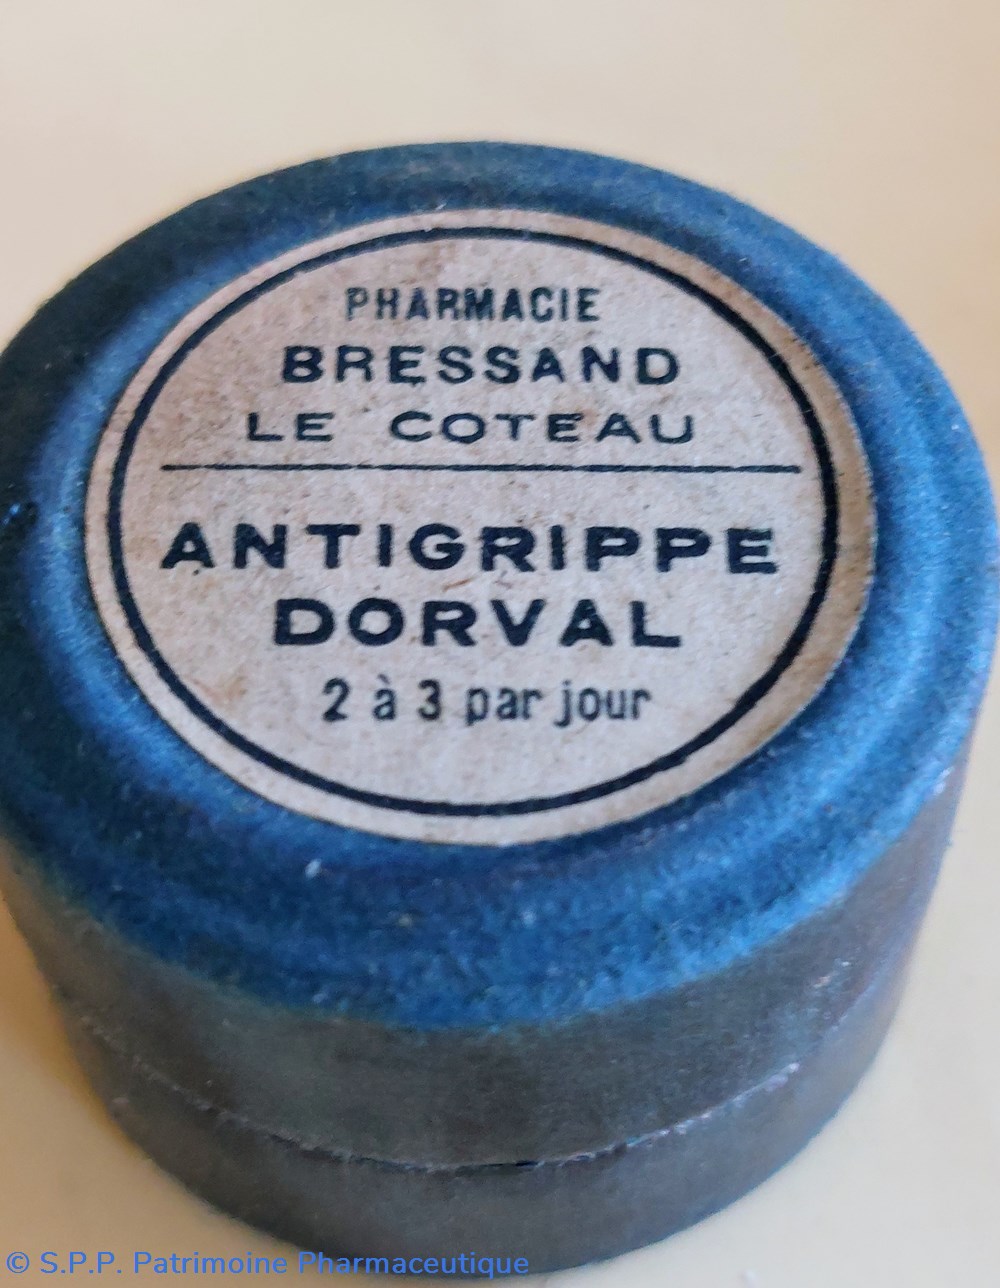 PHARMACIE
BRESSAND
LE COTEAU
ANTIGRIPPE
DORVAL
2 à 3 par jour
© S.P.P. Patrimoine Pharmaceutique